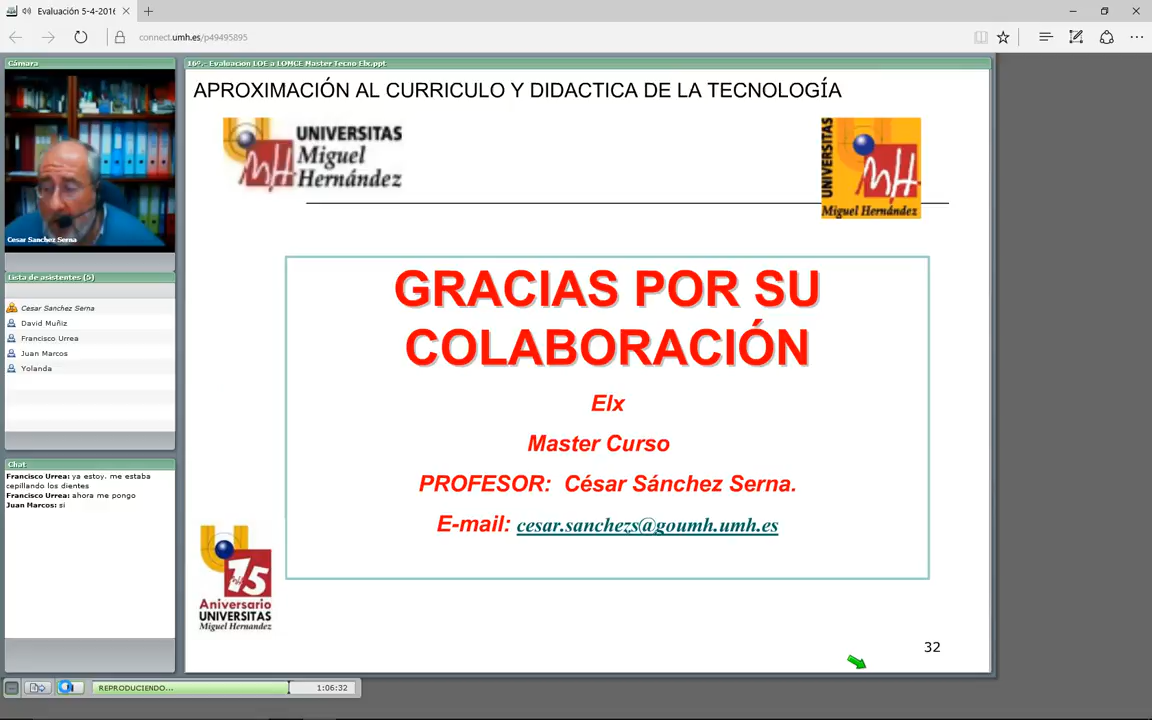 Evaluación 5-4-2016
connect.umh.es/p49495895
Cámara
Cesar Sanchez Serna
Lista de asistentes (5)
Cesar Sanchez Serna
David Muñiz
Francisco Urrea
Juan Marcos
Yolanda
Chat
Francisco Urrea: ya estoy. me estaba
cepillando los dientes
Francisco Urrea: ahora me pongo
Juan Marcos: si
16º.- Evaluacion LOE a LOMCE Master Tecno Elx.ppt
APROXIMACIÓN AL CURRICULO Y DIDACTICA DE LA TECNOLOGÍA
UNIVERSITAS
Miguel
Hernández
UNIVERSITAS
Miguel Hernández
GRACIAS POR SU
COLABORACIÓN
Elx
Master Curso
PROFESOR: César Sánchez Serna.
E-mail: cesar.sanchezs@goumh.umh.es
15
Aniversario
UNIVERSITAS
Miguel Hernandez
32
REPRODUCIENDO...
1:06:32